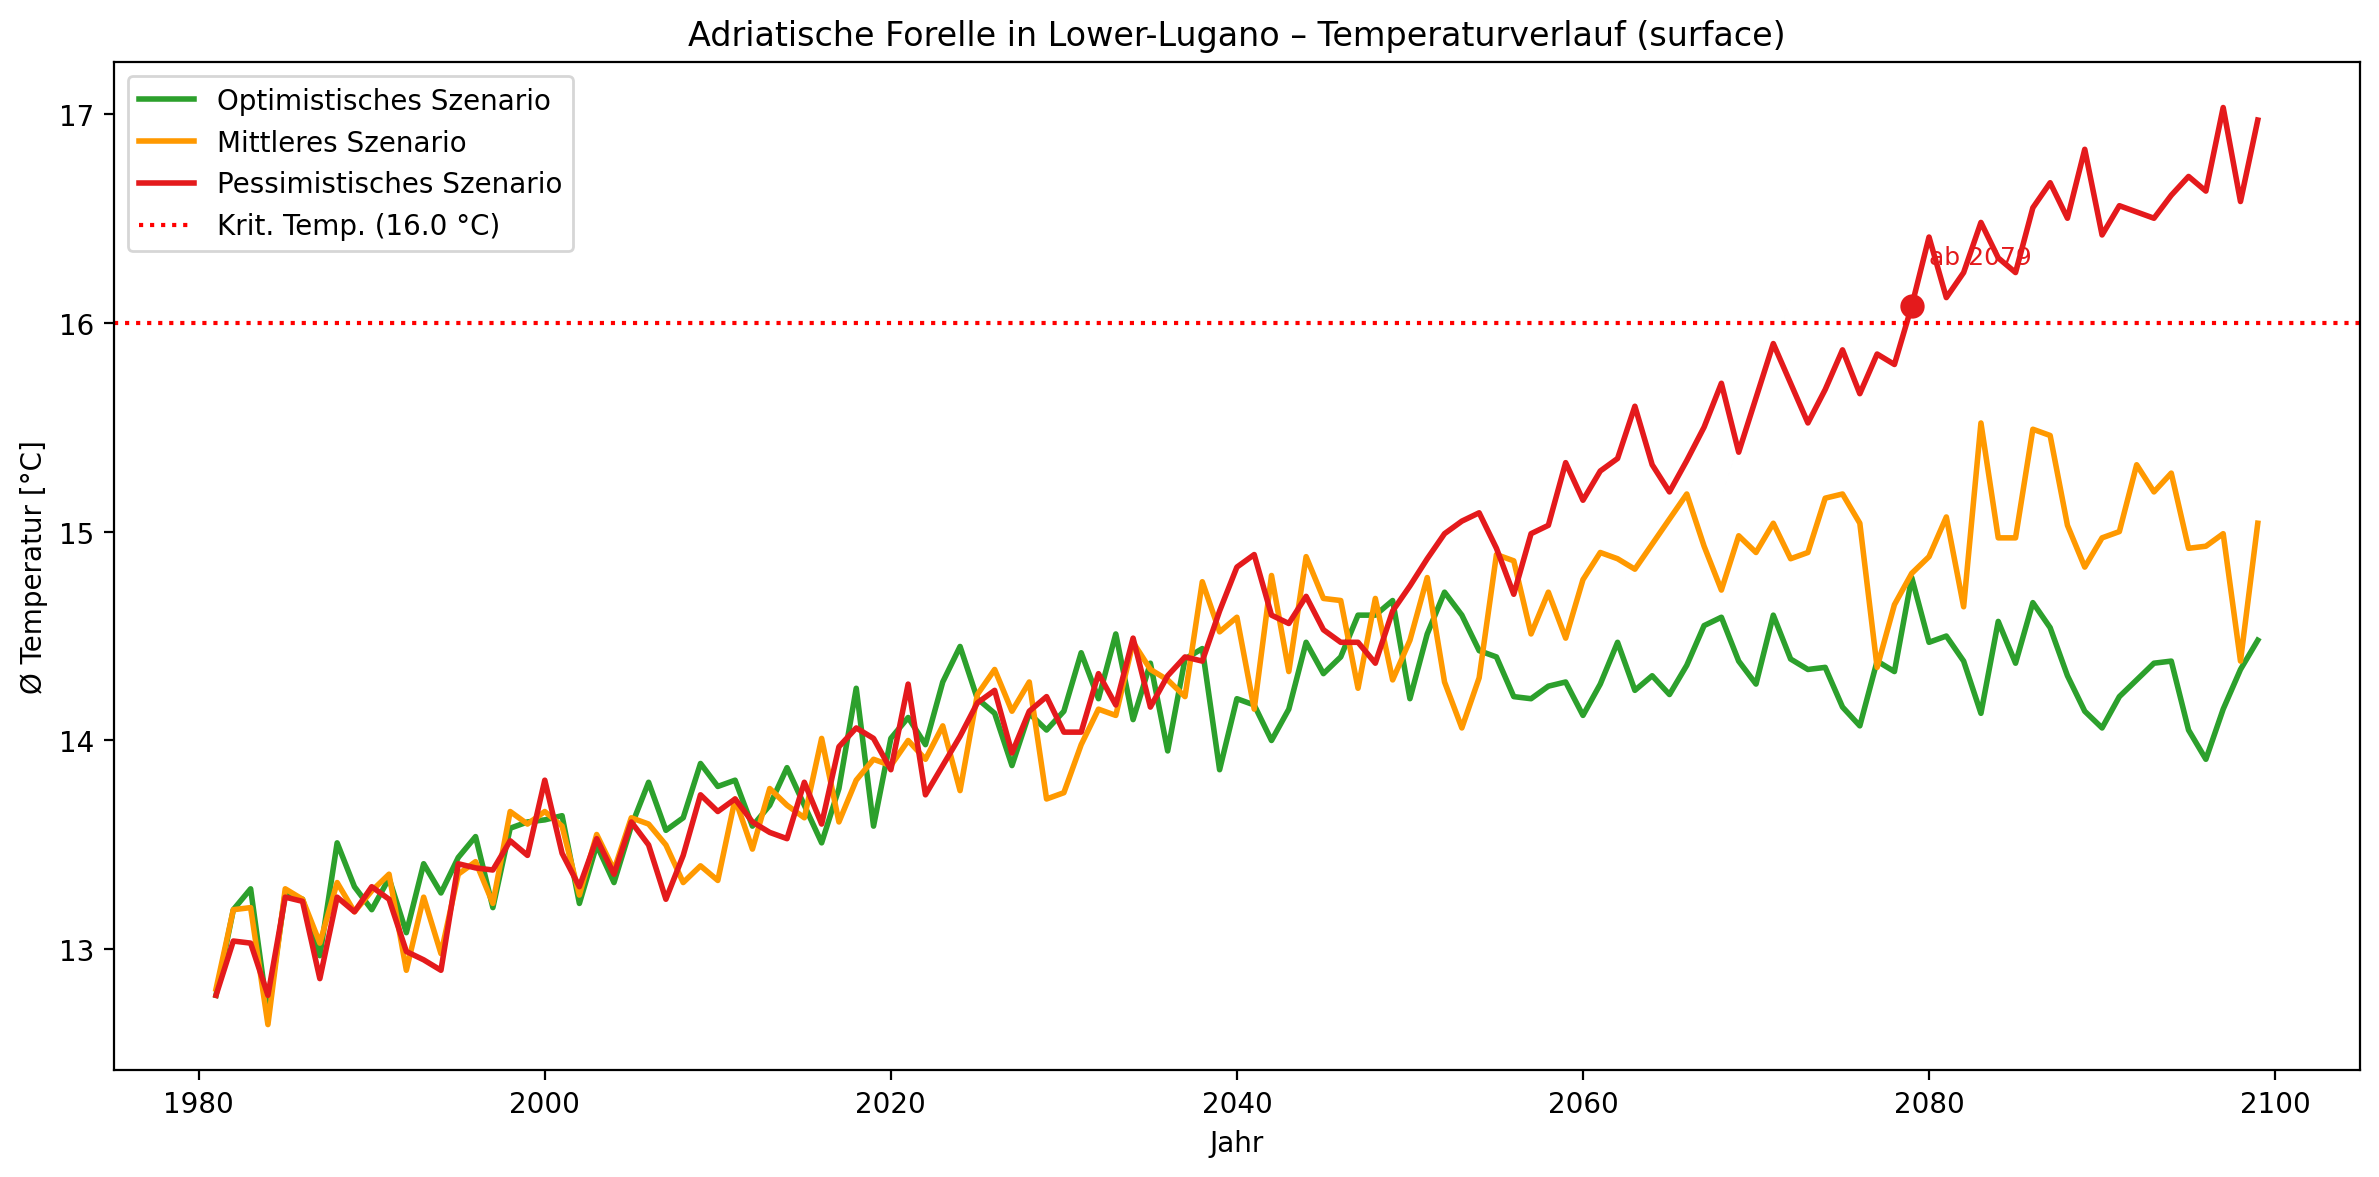 Adriatische Forelle in Lower-Lugano – Temperaturverlauf (surface)
Optimistisches Szenario
Mittleres Szenario
Pessimistisches Szenario
Krit. Temp. (16.0 °C)
ab 2079
Ø Temperatur [°C]
17
16
15
14
13
1980
2000
2020
2040
2060
2080
2100
Jahr